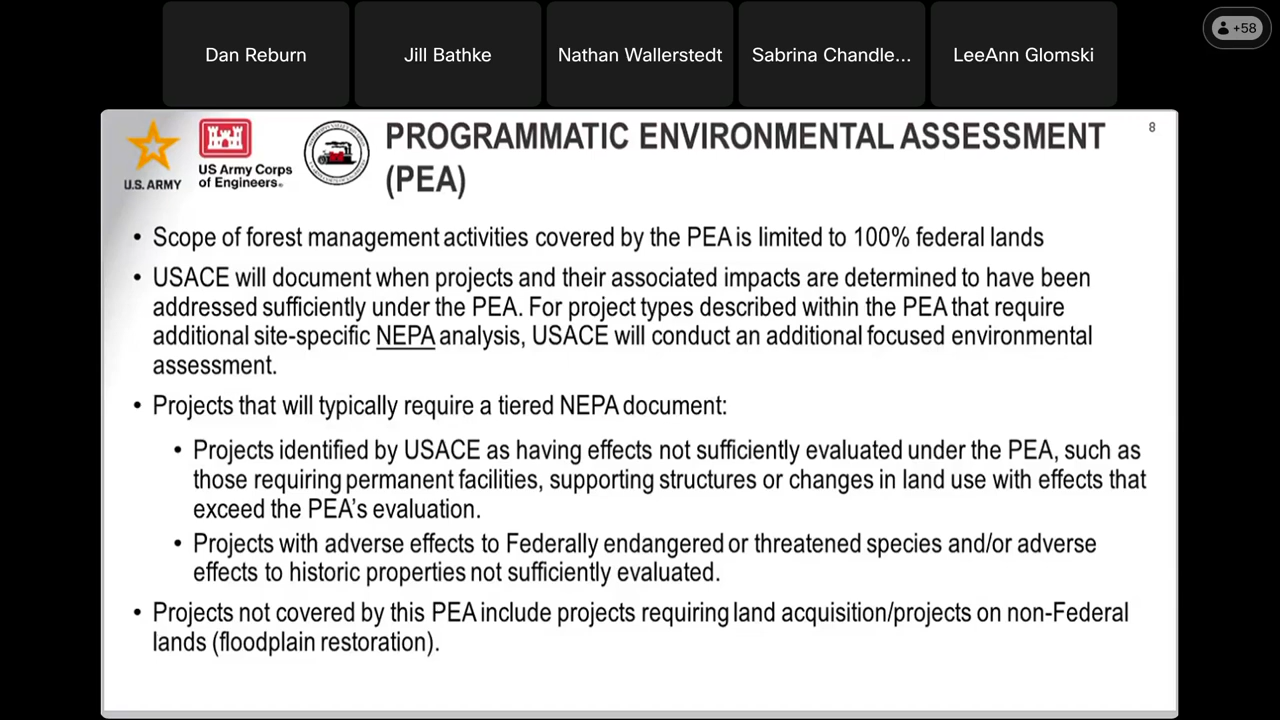 Dan Reburn
Jill Bathke
Nathan Wallerstedt
Sabrina Chandle...
LeeAnn Glomski
+58
8
U.S. ARMY
US Army Corps
of Engineers®
PROGRAMMATIC ENVIRONMENTAL ASSESSMENT
(PEA)
• Scope of forest management activities covered by the PEA is limited to 100% federal lands
• USACE will document when projects and their associated impacts are determined to have been
addressed sufficiently under the PEA. For project types described within the PEA that require
additional site-specific NEPA analysis, USACE will conduct an additional focused environmental
assessment.
• Projects that will typically require a tiered NEPA document:
• Projects identified by USACE as having effects not sufficiently evaluated under the PEA, such as
those requiring permanent facilities, supporting structures or changes in land use with effects that
exceed the PEA's evaluation.
• Projects with adverse effects to Federally endangered or threatened species and/or adverse
effects to historic properties not sufficiently evaluated.
• Projects not covered by this PEA include projects requiring land acquisition/projects on non-Federal
lands (floodplain restoration).